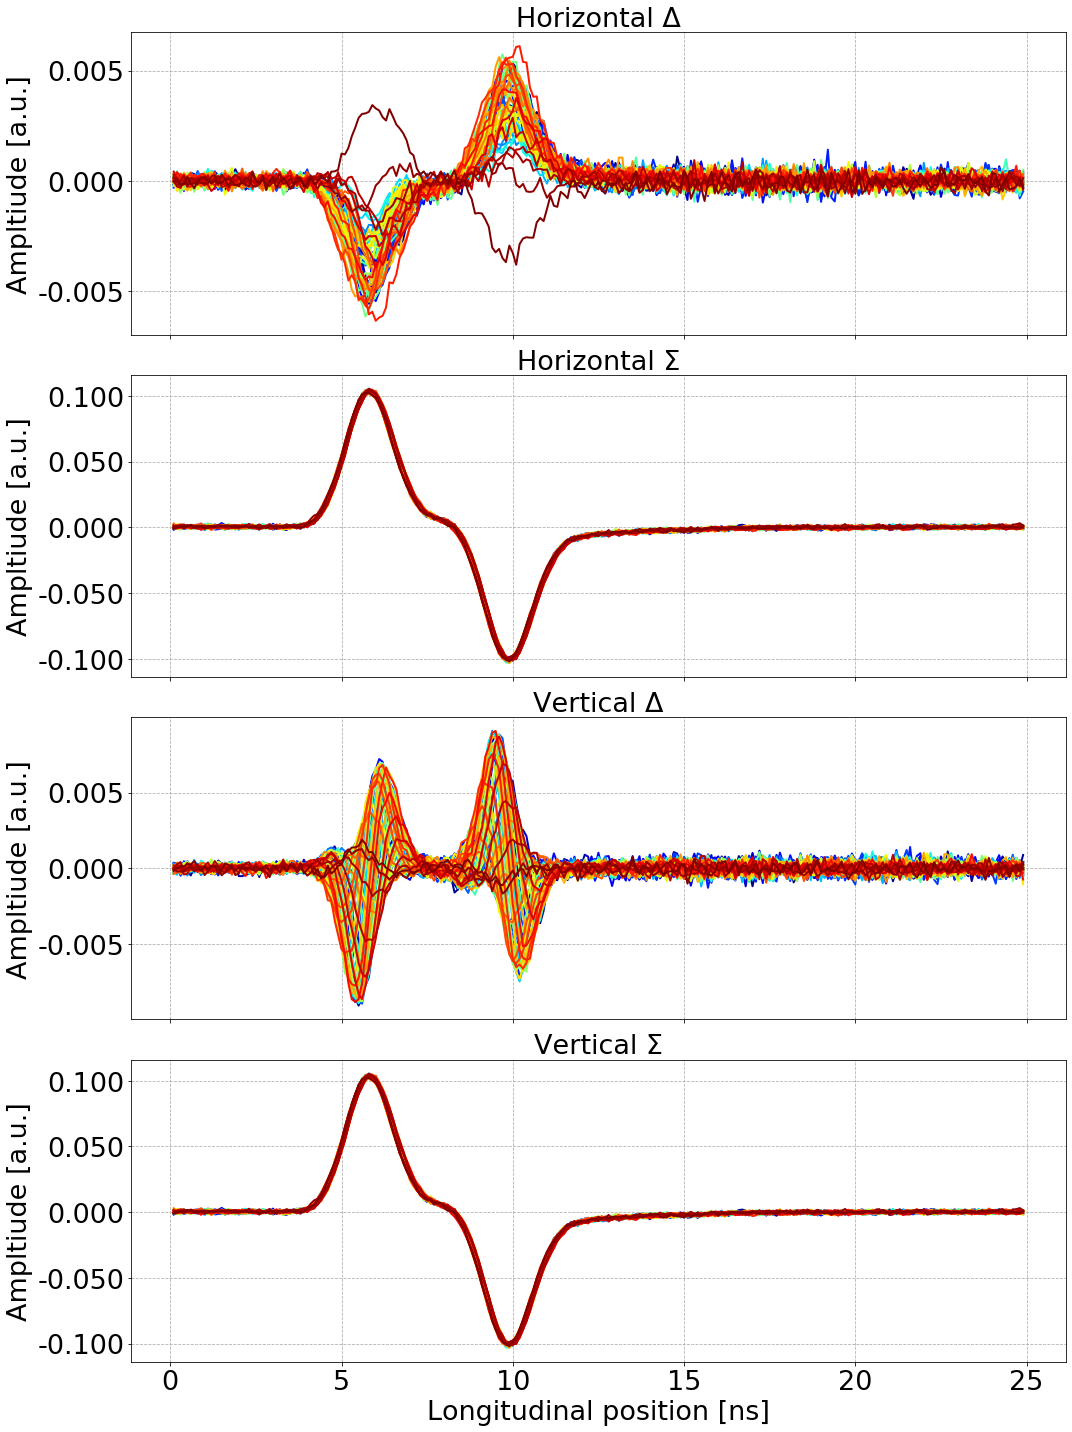 Horizontal Δ
Ampltiude [a.u.]
0.005
0.000
-0.005
Horizontal Σ
Ampltiude [a.u.]
0.100
0.050
0.000
-0.050
-0.100
Vertical Δ
Ampltiude [a.u.]
0.005
0.000
-0.005
Vertical Σ
Ampltiude [a.u.]
0.100
0.050
0.000
-0.050
-0.100
0 5 10 15 20 25
Longitudinal position [ns]